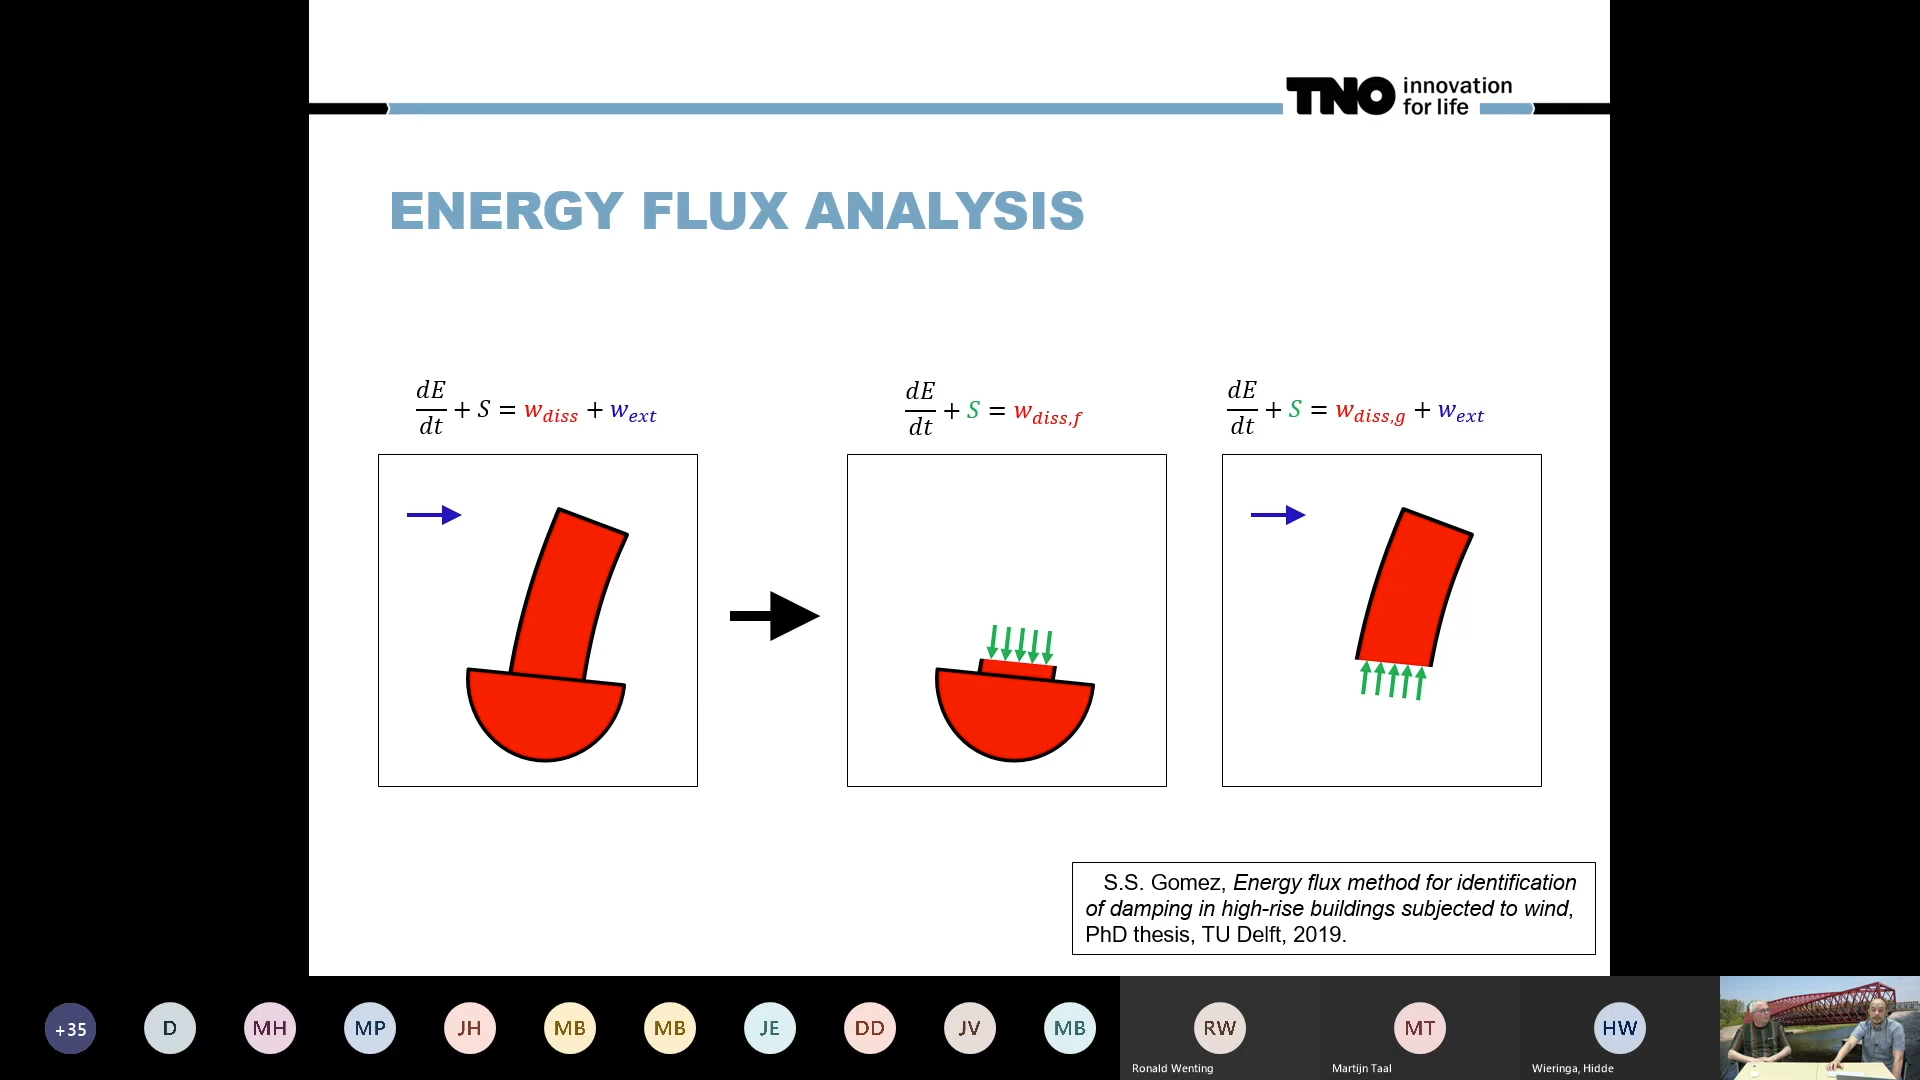 TNO innovation
for life
ENERGY FLUX ANALYSIS
dE/dt + S = w_diss + w_ext
dE/dt + S = w_diss,f
dE/dt + S = w_diss,g + w_ext
S.S. Gomez, Energy flux method for identification
of damping in high-rise buildings subjected to wind,
PhD thesis, TU Delft, 2019.
+35
D
MH
MP
JH
MB
MB
JE
DD
JV
MB
RW
MT
HW
Ronald Wenting
Martijn Taal
Wieringa, Hidde